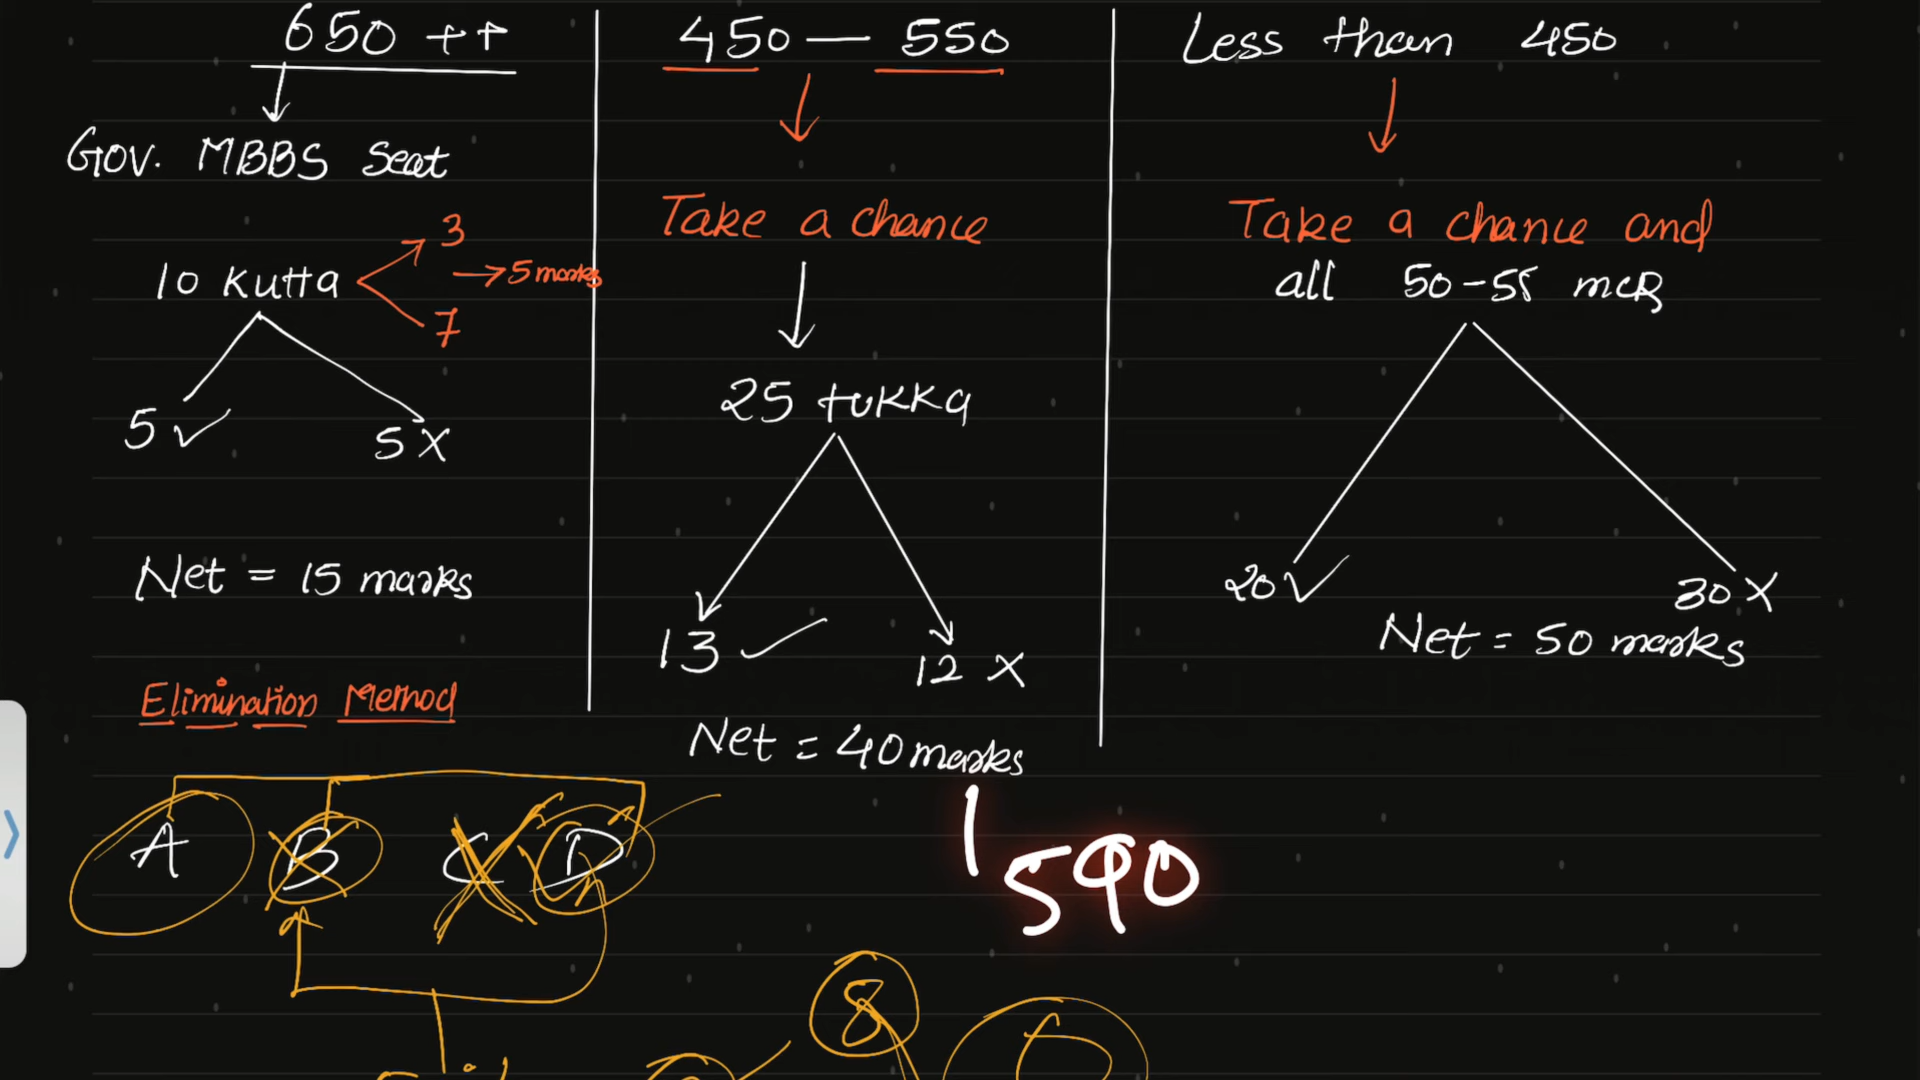 650 ++
Gov. MBBS Seat
10 Kutta
3
→ 5 marks
7
5 ✓
5 X
Net = 15 marks
Elimination Method
A B C D
450 — 550
Take a chance
25 tukka
13 ✓
12 X
Net = 40 marks
590
8
Less than 450
Take a chance and
all 50-55 mcq
20 ✓
30 X
Net = 50 marks